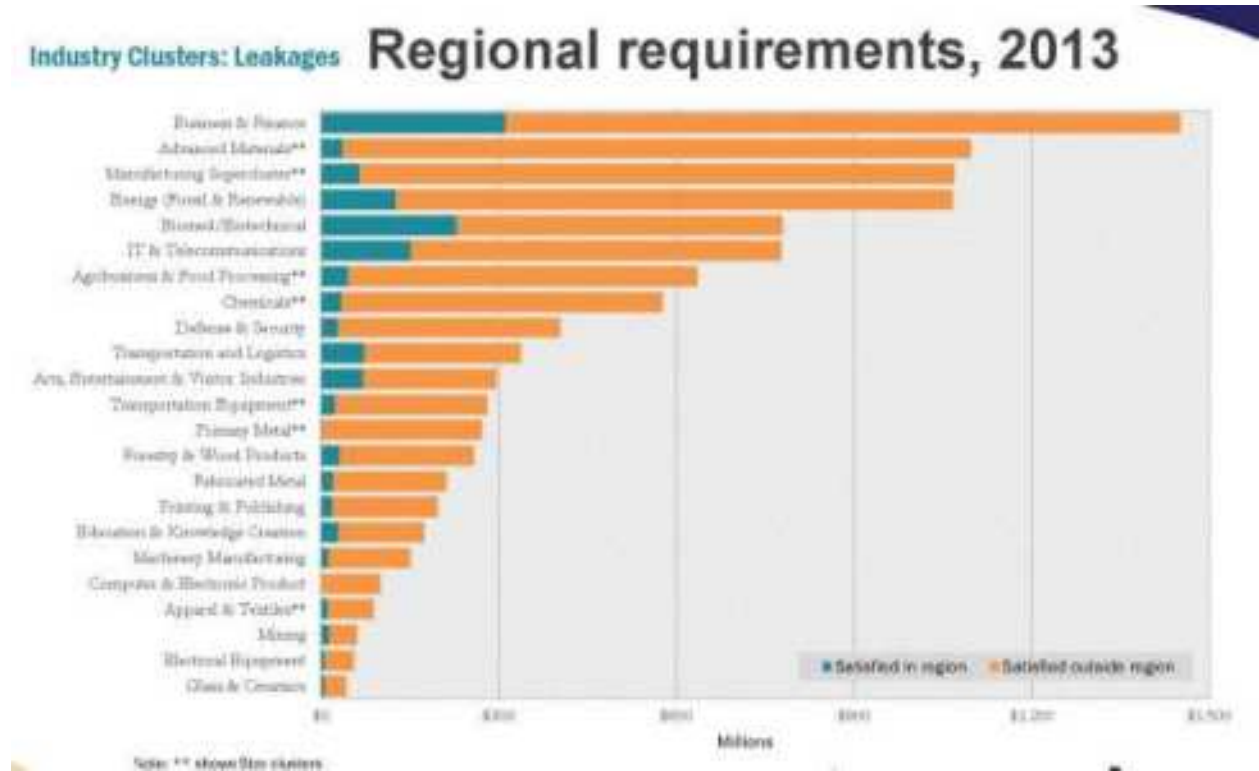 Industry Clusters: Leakages
Regional requirements, 2013
Business & Finance
Advanced Materials**
Manufacturing Supercluster**
Energy (Fossil & Renewable)
Biomed/Biotechnical
IT & Telecommunications
Agribusiness & Food Processing**
Chemicals**
Defense & Security
Transportation and Logistics
Arts, Entertainment & Visitor Industries
Transportation Equipment**
Primary Metal**
Forestry & Wood Products
Fabricated Metal
Printing & Publishing
Education & Knowledge Creation
Machinery Manufacturing
Computer & Electronic Product
Apparel & Textiles**
Mining
Electrical Equipment
Glass & Ceramics
Satisfied in region Satisfied outside region
$0 $300 $600 $900 $1,200 $1,500
Millions
Note: ** shows clusters